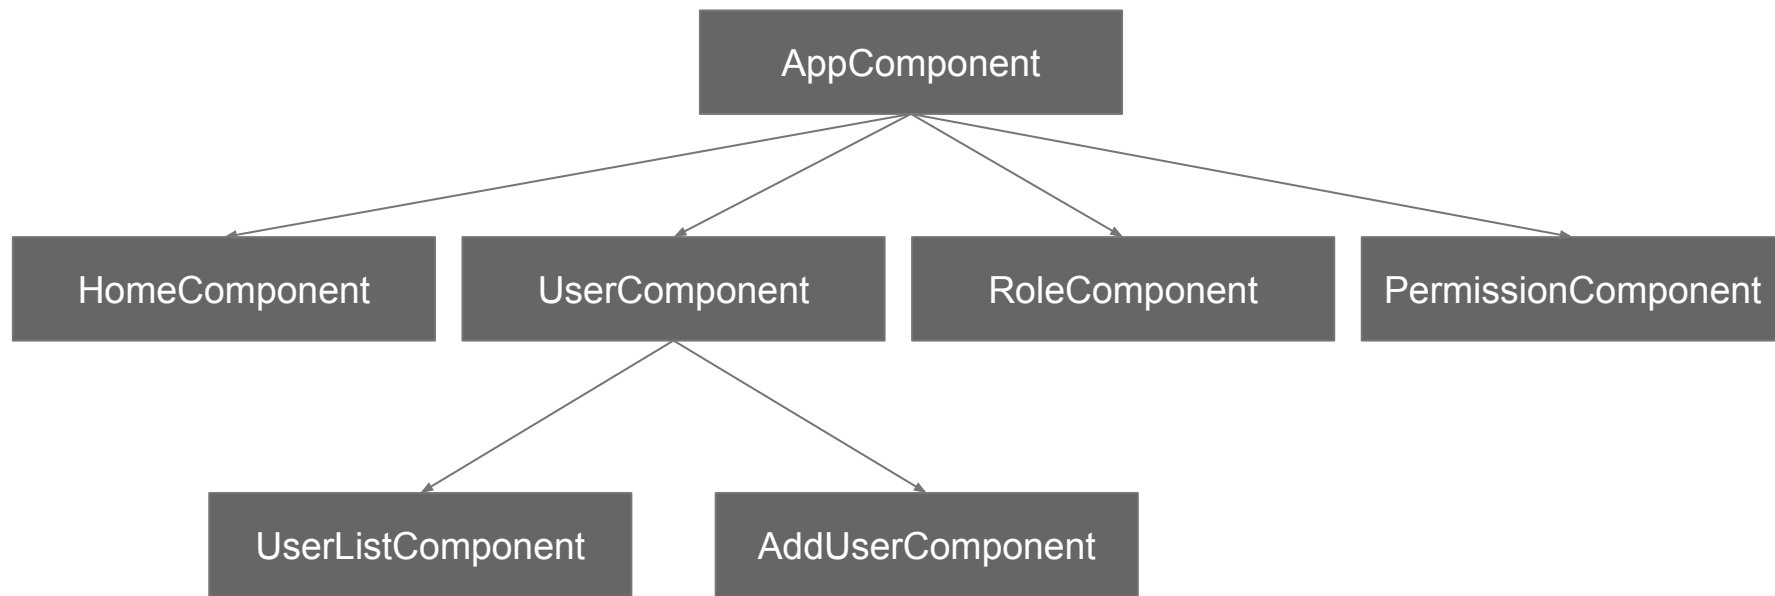 AppComponent
HomeComponent
UserComponent
RoleComponent
PermissionComponent
UserListComponent
AddUserComponent